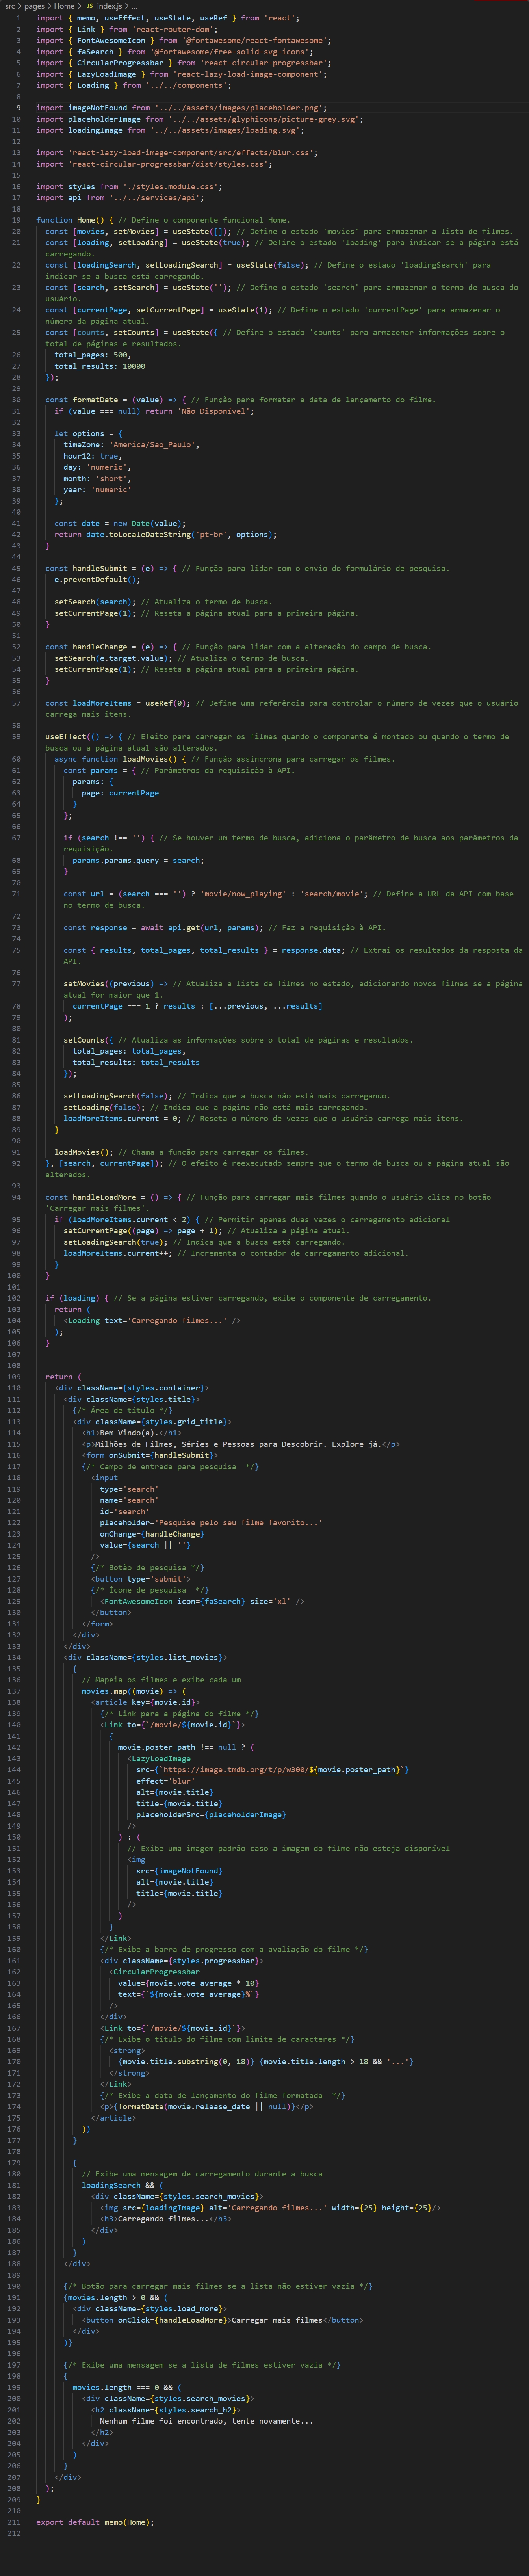 src > pages > Home > JS index.js > ...
1 import { memo, useEffect, useState, useRef } from 'react';
2 import { Link } from 'react-router-dom';
3 import { FontAwesomeIcon } from '@fortawesome/react-fontawesome';
4 import { faSearch } from '@fortawesome/free-solid-svg-icons';
5 import { CircularProgressbar } from 'react-circular-progressbar';
6 import { LazyLoadImage } from 'react-lazy-load-image-component';
7 import { Loading } from '../../components';
8
9 import imageNotFound from '../../assets/images/placeholder.png';
10 import placeholderImage from '../../assets/glyphicons/picture-grey.svg';
11 import loadingImage from '../../assets/images/loading.svg';
12
13 import 'react-lazy-load-image-component/src/effects/blur.css';
14 import 'react-circular-progressbar/dist/styles.css';
15
16 import styles from './styles.module.css';
17 import api from '../../services/api';
18
19 function Home() { // Define o componente funcional Home.
20 const [movies, setMovies] = useState([]); // Define o estado 'movies' para armazenar a lista de filmes.
21 const [loading, setLoading] = useState(true); // Define o estado 'loading' para indicar se a página está
carregando.
22 const [loadingSearch, setLoadingSearch] = useState(false); // Define o estado 'loadingSearch' para
indicar se a busca está carregando.
23 const [search, setSearch] = useState(''); // Define o estado 'search' para armazenar o termo de busca do
usuário.
24 const [currentPage, setCurrentPage] = useState(1); // Define o estado 'currentPage' para armazenar o
número da página atual.
25 const [counts, setCounts] = useState({ // Define o estado 'counts' para armazenar informações sobre o
total de páginas e resultados.
26 total_pages: 500,
27 total_results: 10000
28 });
29
30 const formatDate = (value) => { // Função para formatar a data de lançamento do filme.
31 if (value === null) return 'Não Disponível';
32
33 let options = {
34 timeZone: 'America/Sao_Paulo',
35 hour12: true,
36 day: 'numeric',
37 month: 'short',
38 year: 'numeric'
39 };
40
41 const date = new Date(value);
42 return date.toLocaleDateString('pt-br', options);
43 }
44
45 const handleSubmit = (e) => { // Função para lidar com o envio do formulário de pesquisa.
46 e.preventDefault();
47
48 setSearch(search); // Atualiza o termo de busca.
49 setCurrentPage(1); // Reseta a página atual para a primeira página.
50 }
51
52 const handleChange = (e) => { // Função para lidar com a alteração do campo de busca.
53 setSearch(e.target.value); // Atualiza o termo de busca.
54 setCurrentPage(1); // Reseta a página atual para a primeira página.
55 }
56
57 const loadMoreItems = useRef(0); // Define uma referência para controlar o número de vezes que o usuário
carrega mais itens.
58
59 useEffect(() => { // Efeito para carregar os filmes quando o componente é montado ou quando o termo de
busca ou a página atual são alterados.
60 async function loadMovies() { // Função assíncrona para carregar os filmes.
61 const params = { // Parâmetros da requisição à API.
62 params: {
63 page: currentPage
64 }
65 };
66
67 if (search !== '') { // Se houver um termo de busca, adiciona o parâmetro de busca aos parâmetros da
requisição.
68 params.params.query = search;
69 }
70
71 const url = (search === '') ? 'movie/now_playing' : 'search/movie'; // Define a URL da API com base
no termo de busca.
72
73 const response = await api.get(url, params); // Faz a requisição à API.
74
75 const { results, total_pages, total_results } = response.data; // Extrai os resultados da resposta da
API.
76
77 setMovies((previous) => // Atualiza a lista de filmes no estado, adicionando novos filmes se a página
atual for maior que 1.
78 currentPage === 1 ? results : [...previous, ...results]
79 );
80
81 setCounts({ // Atualiza as informações sobre o total de páginas e resultados.
82 total_pages: total_pages,
83 total_results: total_results
84 });
85
86 setLoadingSearch(false); // Indica que a busca não está mais carregando.
87 setLoading(false); // Indica que a página não está mais carregando.
88 loadMoreItems.current = 0; // Reseta o número de vezes que o usuário carrega mais itens.
89 }
90
91 loadMovies(); // Chama a função para carregar os filmes.
92 }, [search, currentPage]); // O efeito é reexecutado sempre que o termo de busca ou a página atual são
alterados.
93
94 const handleLoadMore = () => { // Função para carregar mais filmes quando o usuário clica no botão
'Carregar mais filmes'.
95 if (loadMoreItems.current < 2) { // Permitir apenas duas vezes o carregamento adicional
96 setCurrentPage((page) => page + 1); // Atualiza a página atual.
97 setLoadingSearch(true); // Indica que a busca está carregando.
98 loadMoreItems.current++; // Incrementa o contador de carregamento adicional.
99 }
100 }
101
102 if (loading) { // Se a página estiver carregando, exibe o componente de carregamento.
103 return (
104 <Loading text='Carregando filmes...' />
105 );
106 }
107
108
109 return (
110 <div className={styles.container}>
111 <div className={styles.title}>
112 {/* Área de título */}
113 <div className={styles.grid_title}>
114 <h1>Bem-Vindo(a).</h1>
115 <p>Milhões de Filmes, Séries e Pessoas para Descobrir. Explore já.</p>
116 <form onSubmit={handleSubmit}>
117 {/* Campo de entrada para pesquisa */}
118 <input
119 type='search'
120 name='search'
121 id='search'
122 placeholder='Pesquise pelo seu filme favorito...'
123 onChange={handleChange}
124 value={search || ''}
125 />
126 {/* Botão de pesquisa */}
127 <button type='submit'>
128 {/* Ícone de pesquisa */}
129 <FontAwesomeIcon icon={faSearch} size='xl' />
130 </button>
131 </form>
132 </div>
133 </div>
134 <div className={styles.list_movies}>
135 {
136 // Mapeia os filmes e exibe cada um
137 movies.map((movie) => (
138 <article key={movie.id}>
139 {/* Link para a página do filme */}
140 <Link to={`/movie/${movie.id}`}>
141 {
142 movie.poster_path !== null ? (
143 <LazyLoadImage
144 src={`https://image.tmdb.org/t/p/w300/${movie.poster_path}`}
145 effect='blur'
146 alt={movie.title}
147 title={movie.title}
148 placeholderSrc={placeholderImage}
149 />
150 ) : (
151 // Exibe uma imagem padrão caso a imagem do filme não esteja disponível
152 <img
153 src={imageNotFound}
154 alt={movie.title}
155 title={movie.title}
156 />
157 )
158 }
159 </Link>
160 {/* Exibe a barra de progresso com a avaliação do filme */}
161 <div className={styles.progressbar}>
162 <CircularProgressbar
163 value={movie.vote_average * 10}
164 text={`${movie.vote_average}%`}
165 />
166 </div>
167 <Link to={`/movie/${movie.id}`}>
168 {/* Exibe o título do filme com limite de caracteres */}
169 <strong>
170 {movie.title.substring(0, 18)} {movie.title.length > 18 && '...'}
171 </strong>
172 </Link>
173 {/* Exibe a data de lançamento do filme formatada */}
174 <p>{formatDate(movie.release_date || null)}</p>
175 </article>
176 ))
177 }
178
179 {
180 // Exibe uma mensagem de carregamento durante a busca
181 loadingSearch && (
182 <div className={styles.search_movies}>
183 <img src={loadingImage} alt='Carregando filmes...' width={25} height={25}/>
184 <h3>Carregando filmes...</h3>
185 </div>
186 )
187 }
188 </div>
189
190 {/* Botão para carregar mais filmes se a lista não estiver vazia */}
191 {movies.length > 0 && (
192 <div className={styles.load_more}>
193 <button onClick={handleLoadMore}>Carregar mais filmes</button>
194 </div>
195 )}
196
197 {/* Exibe uma mensagem se a lista de filmes estiver vazia */}
198 {
199 movies.length === 0 && (
200 <div className={styles.search_movies}>
201 <h2 className={styles.search_h2}>
202 Nenhum filme foi encontrado, tente novamente...
203 </h2>
204 </div>
205 )
206 }
207 </div>
208 );
209 }
210
211 export default memo(Home);
212